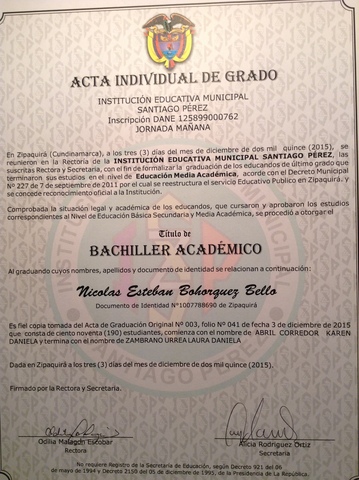 ACTA INDIVIDUAL DE GRADO
INSTITUCIÓN EDUCATIVA MUNICIPAL
SANTIAGO PÉREZ
Inscripción DANE 125899000762
JORNADA MAÑANA
En Zipaquirá (Cundinamarca), a los tres (3) días del mes de diciembre de dos mil quince (2015), se
reunieron en la Rectoría de la INSTITUCIÓN EDUCATIVA MUNICIPAL SANTIAGO PÉREZ, las
suscritas Rectora y Secretaria, con el fin de formalizar la graduación de los educandos de último grado que
terminaron sus estudios en el nivel de Educación Media Académica, acorde con el Decreto Municipal
Nº 227 de 7 de septiembre de 2011 por el cual se reestructura el servicio Educativo Publico en Zipaquirá, y
se concede reconocimiento oficial a la Institución.
Comprobada la situación legal y académica de los educandos, que cursaron y aprobaron los estudios
correspondientes al Nivel de Educación Básica Secundaria y Media Académica, se procedió a otorgar el
Título de
BACHILLER ACADÉMICO
Al graduando cuyos nombres, apellidos y documento de identidad se relacionan a continuación:
Nicolas Esteban Bohorquez Bello
Documento de Identidad Nº1007788690 de Zipaquirá
Es fiel copia tomada del Acta de Graduación Original Nº 003, folio Nº 041 de fecha 3 de diciembre de 2015
que consta de ciento noventa (190) estudiantes, comienza con el nombre de ABRIL CORREDOR KAREN
DANIELA y termina con el nombre de ZAMBRANO URREA LAURA DANIELA
Dada en Zipaquirá a los tres (3) días del mes de diciembre de dos mil quince (2015).
Firmado por la Rectora y Secretaria.
Odilia Malagón Escobar
Rectora
Alicia Rodríguez Ortiz
Secretaria
No requiere Registro de la Secretaría de Educación, según Decreto 921 del 06
de mayo de 1994 y Decreto 2150 del 05 de diciembre de 1995, de la Presidencia de La República.